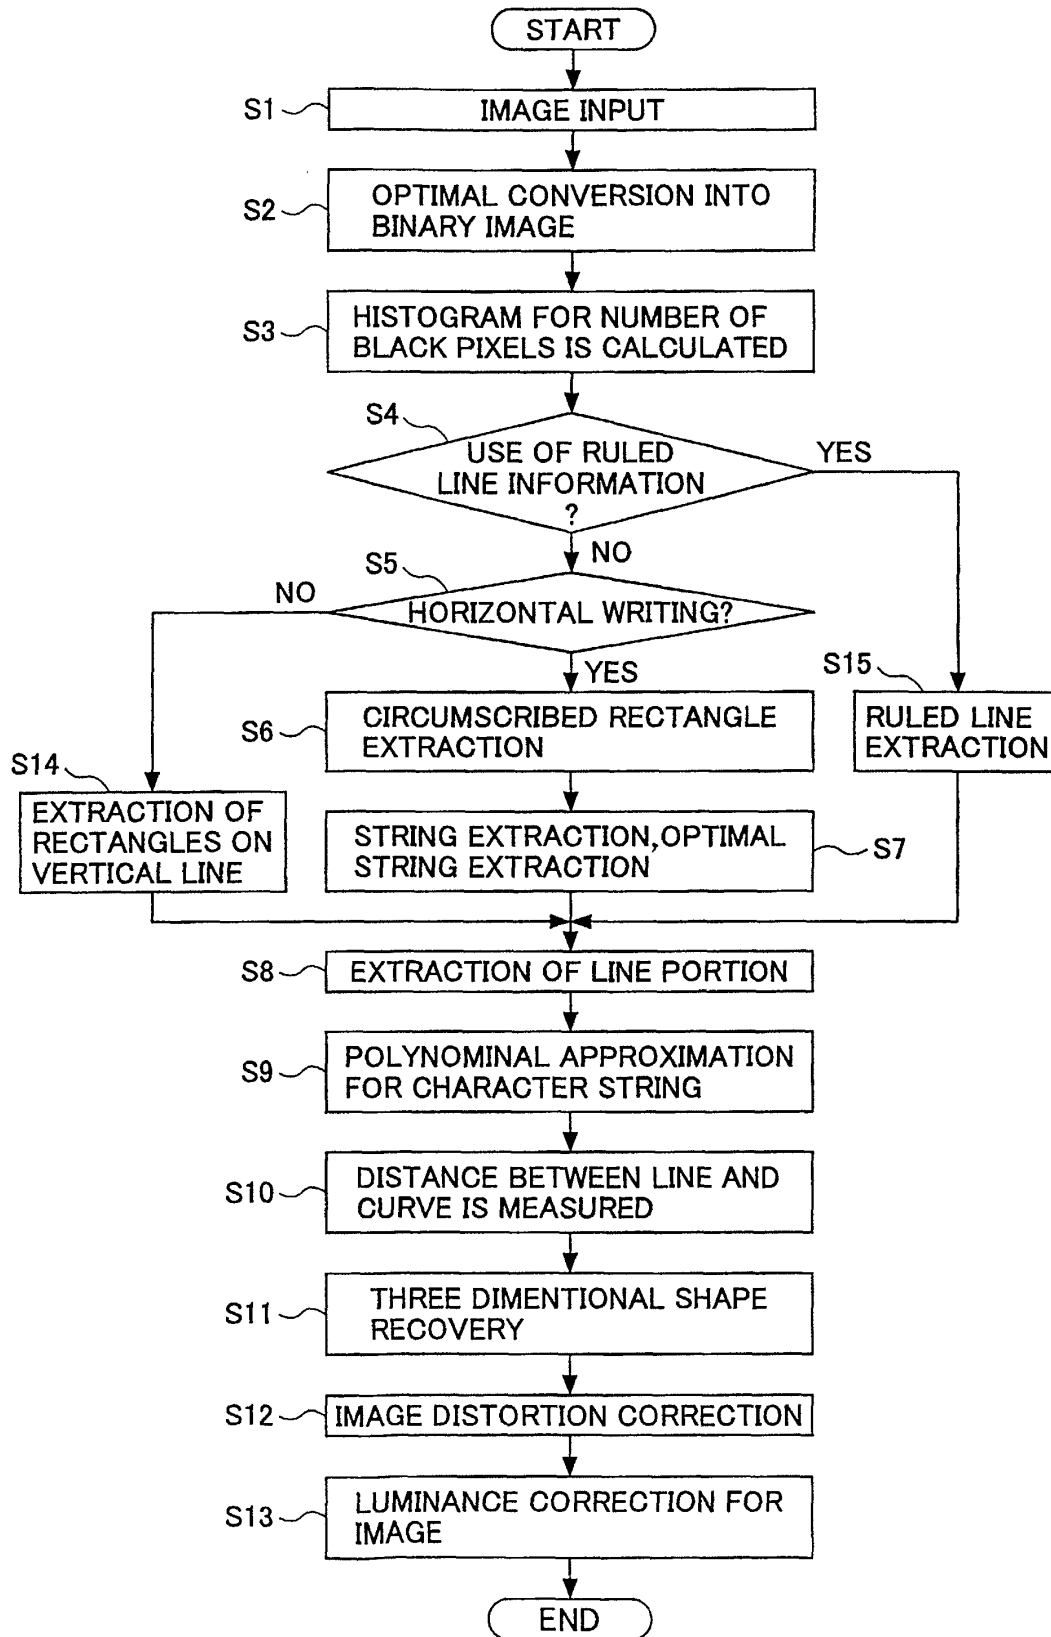 START
S1
IMAGE INPUT
S2
OPTIMAL CONVERSION INTO
BINARY IMAGE
S3
HISTOGRAM FOR NUMBER OF
BLACK PIXELS IS CALCULATED
S4
USE OF RULED
LINE INFORMATION
?
YES
NO
S5
HORIZONTAL WRITING?
NO
YES
S6
CIRCUMSCRIBED RECTANGLE
EXTRACTION
S15
RULED LINE
EXTRACTION
S14
EXTRACTION OF
RECTANGLES ON
VERTICAL LINE
STRING EXTRACTION,OPTIMAL
STRING EXTRACTION
S7
S8
EXTRACTION OF LINE PORTION
S9
POLYNOMINAL APPROXIMATION
FOR CHARACTER STRING
S10
DISTANCE BETWEEN LINE AND
CURVE IS MEASURED
S11
THREE DIMENTIONAL SHAPE
RECOVERY
S12
IMAGE DISTORTION CORRECTION
S13
LUMINANCE CORRECTION FOR
IMAGE
END